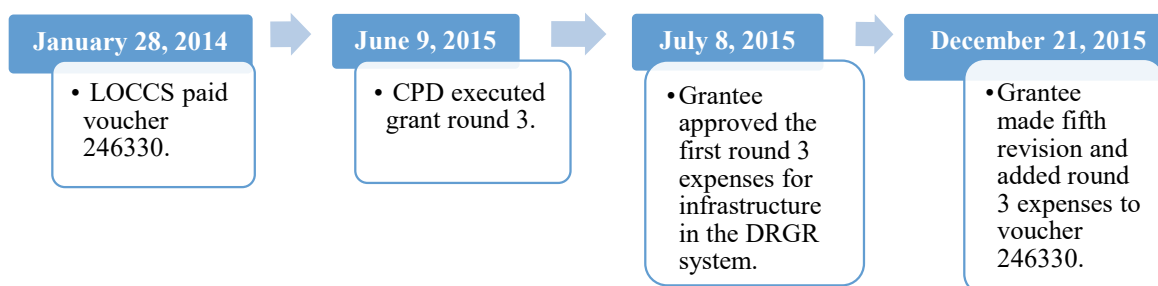 January 28, 2014
• LOCCS paid
voucher
246330.
June 9, 2015
• CPD executed
grant round 3.
July 8, 2015
•Grantee
approved the
first round 3
expenses for
infrastructure
in the DRGR
system.
December 21, 2015
•Grantee
made fifth
revision and
added round
3 expenses to
voucher
246330.